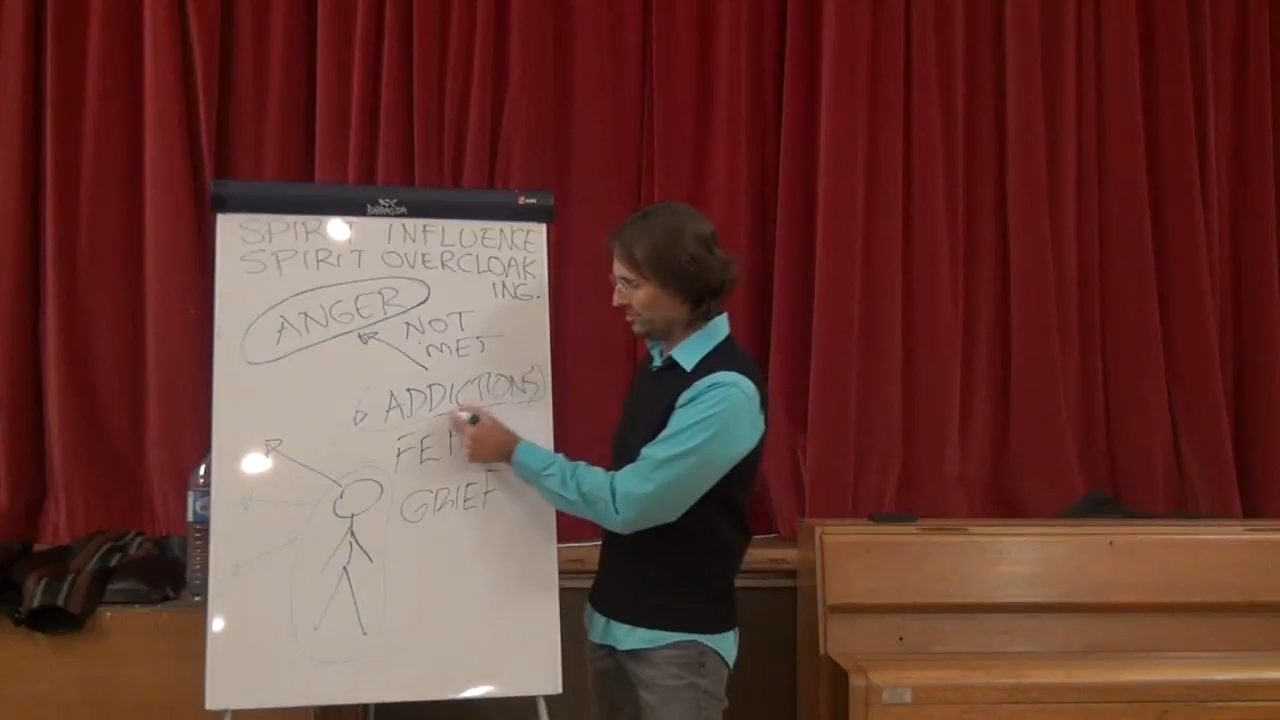 SPIRIT INFLUENCE
SPIRIT OVERCLOAK
ING.
ANGER
NOT
MET
ADDICTIONS
GRIEF